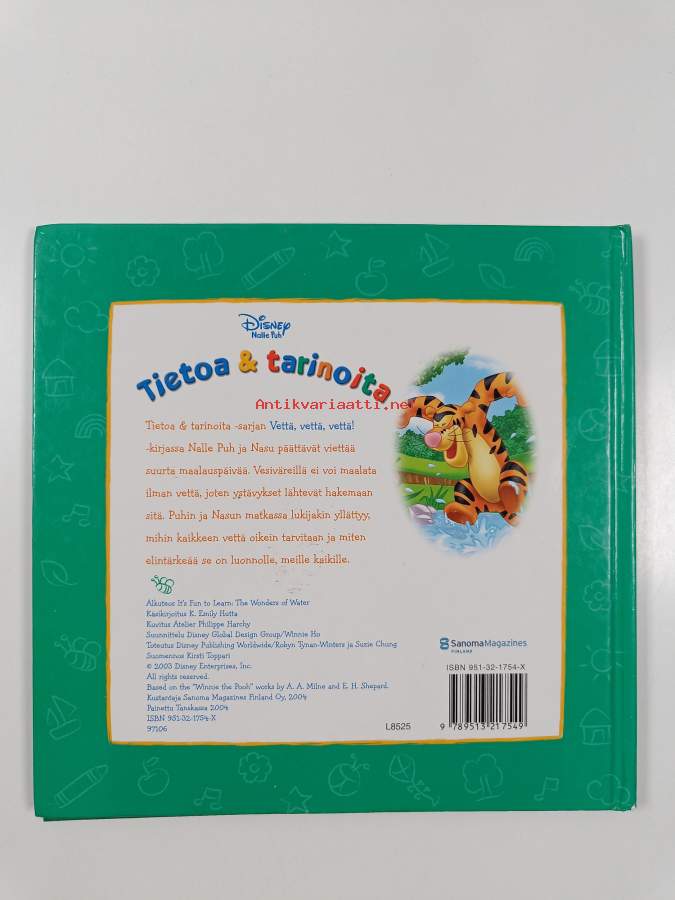 Disney
Nalle Puh
Tietoa & tarinoita
Antikvariaatti.net
Tietoa & tarinoita -sarjan Vettä, vettä, vettä!
-kirjassa Nalle Puh ja Nasu päättävät viettää
suurta maalauspäivää. Vesiväreillä ei voi maalata
ilman vettä, joten ystävykset lähtevät hakemaan
sitä. Puhin ja Nasun matkassa lukijakin yllättyy,
mihin kaikkeen vettä oikein tarvitaan ja miten
elintärkeää se on luonnolle, meille kaikille.
Alkuteos It's Fun to Learn: The Wonders of Water
Käsikirjoitus K. Emily Hutta
Kuvitus Atelier Philippe Harchy
Suunnittelu Disney Global Design Group/Winnie Ho
Toteutus Disney Publishing Worldwide/Robyn Tynan-Winters ja Suzie Chung
Suomennos Kirsti Toppari
© 2003 Disney Enterprises, Inc.
Based on the "Winnie the Pooh" works by A. A. Milne and E. H. Shepard.
Kustantaja Sanoma Magazines Finland Oy, 2004
Painettu Tanskassa 2004
ISBN 951-32-1754-X
97106
L8525
SanomaMagazines
FINLAND
ISBN 951-32-1754-X
9 789513 217549